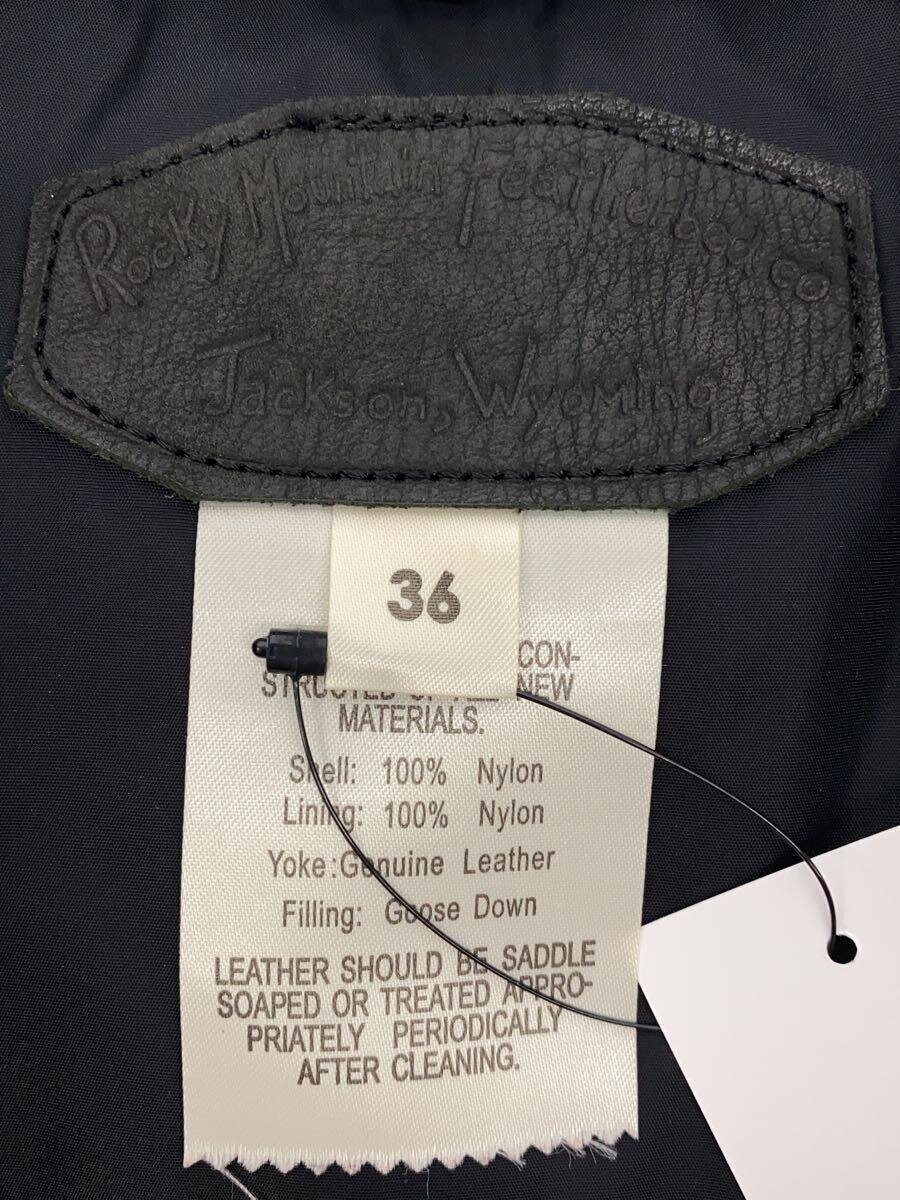 Rocky Mountain Featherbed.co
Jackson, Wyoming
36
CON-
STRUCTED OF ALL NEW
MATERIALS.
Shell: 100% Nylon
Lining: 100% Nylon
Yoke:Genuine Leather
Filling: Goose Down
LEATHER SHOULD BE SADDLE
SOAPED OR TREATED APPRO-
PRIATELY PERIODICALLY
AFTER CLEANING.